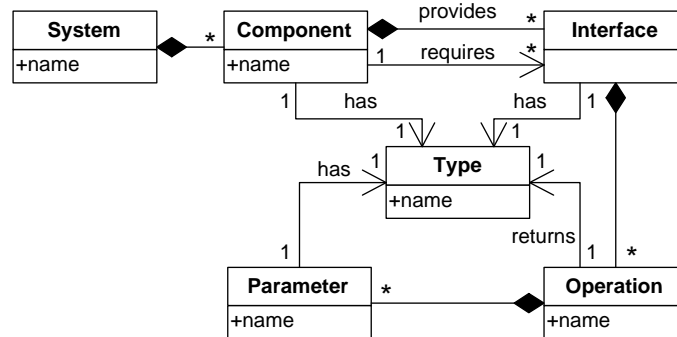 provides
System
Component
Interface
*
*
+name
+name
1
requires
*
1
has
has
1
1
1
has
1
Type
1
+name
1
returns
1
*
Parameter
*
Operation
+name
+name